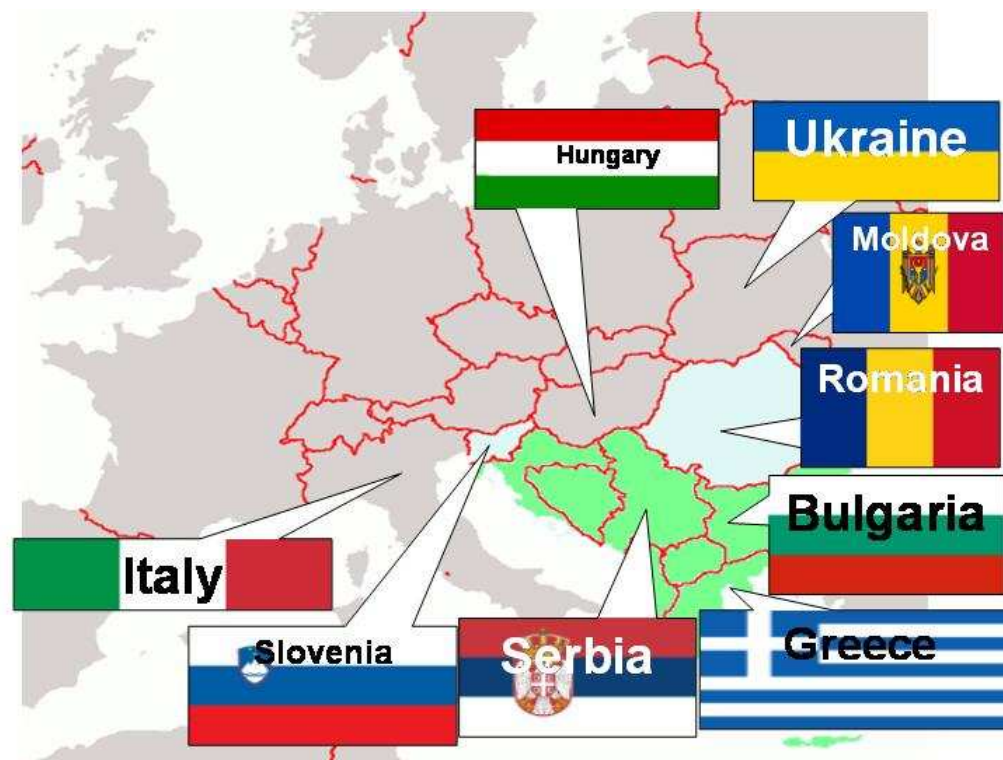 Hungary
Ukraine
Moldova
Romania
Bulgaria
Italy
Slovenia
Serbia
Greece